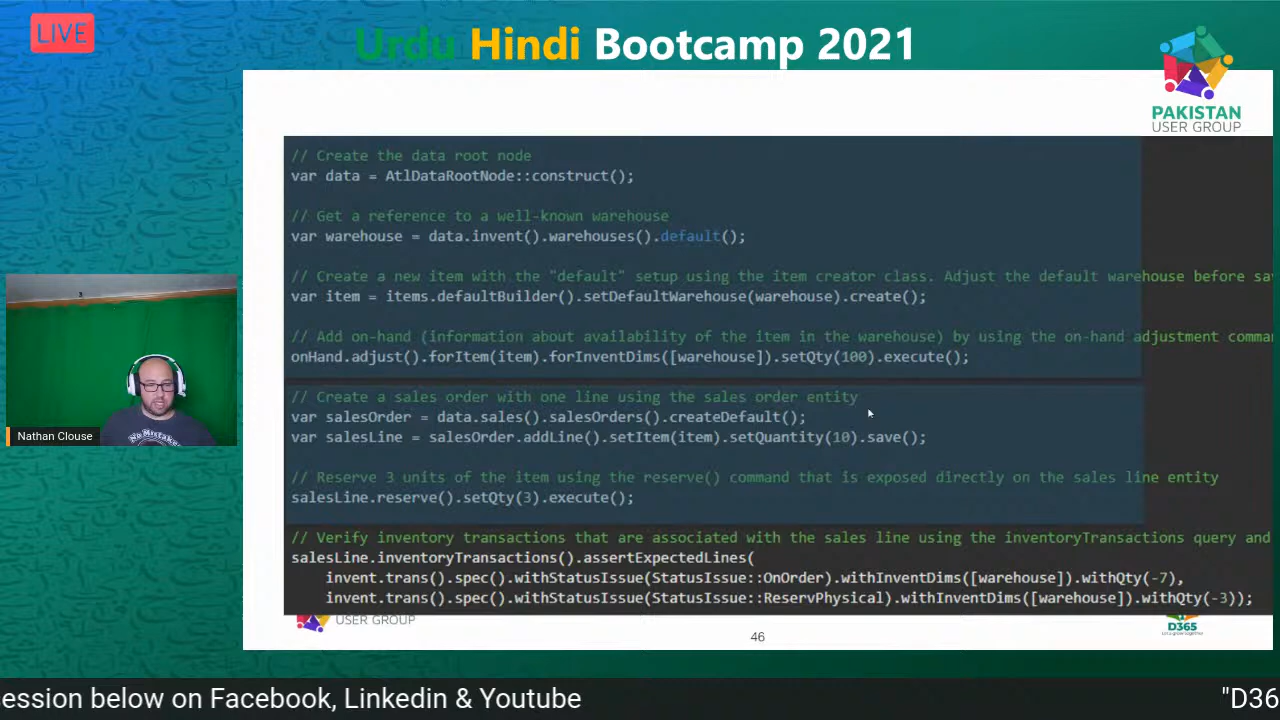 LIVE
Urdu Hindi Bootcamp 2021
PAKISTAN
USER GROUP
// Create the data root node
var data = AtlDataRootNode::construct();
// Get a reference to a well-known warehouse
var warehouse = data.invent().warehouses().default();
// Create a new item with the "default" setup using the item creator class. Adjust the default warehouse before sa
var item = items.defaultBuilder().setDefaultWarehouse(warehouse).create();
// Add on-hand (information about availability of the item in the warehouse) by using the on-hand adjustment comma
onHand.adjust().forItem(item).forInventDims([warehouse]).setQty(100).execute();
// Create a sales order with one line using the sales order entity
var salesOrder = data.sales().salesOrders().createDefault();
var salesLine = salesOrder.addLine().setItem(item).setQuantity(10).save();
// Reserve 3 units of the item using the reserve() command that is exposed directly on the sales line entity
salesLine.reserve().setQty(3).execute();
// Verify inventory transactions that are associated with the sales line using the inventoryTransactions query and
salesLine.inventoryTransactions().assertExpectedLines(
invent.trans().spec().withStatusIssue(StatusIssue::OnOrder).withInventDims([warehouse]).withQty(-7),
invent.trans().spec().withStatusIssue(StatusIssue::ReservPhysical).withInventDims([warehouse]).withQty(-3));
USER GROUP
D365
46
Nathan Clouse
No Mistakes
session below on Facebook, Linkedin & Youtube
"D36